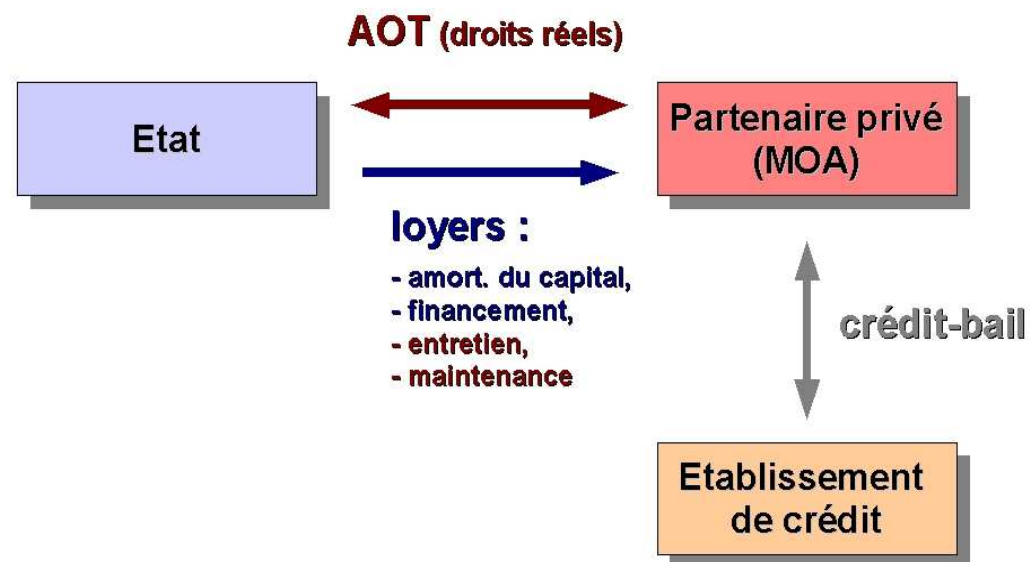 AOT (droits réels)
Etat
Partenaire privé
(MOA)
loyers :
- amort. du capital,
- financement,
- entretien,
- maintenance
crédit-bail
Etablissement
de crédit